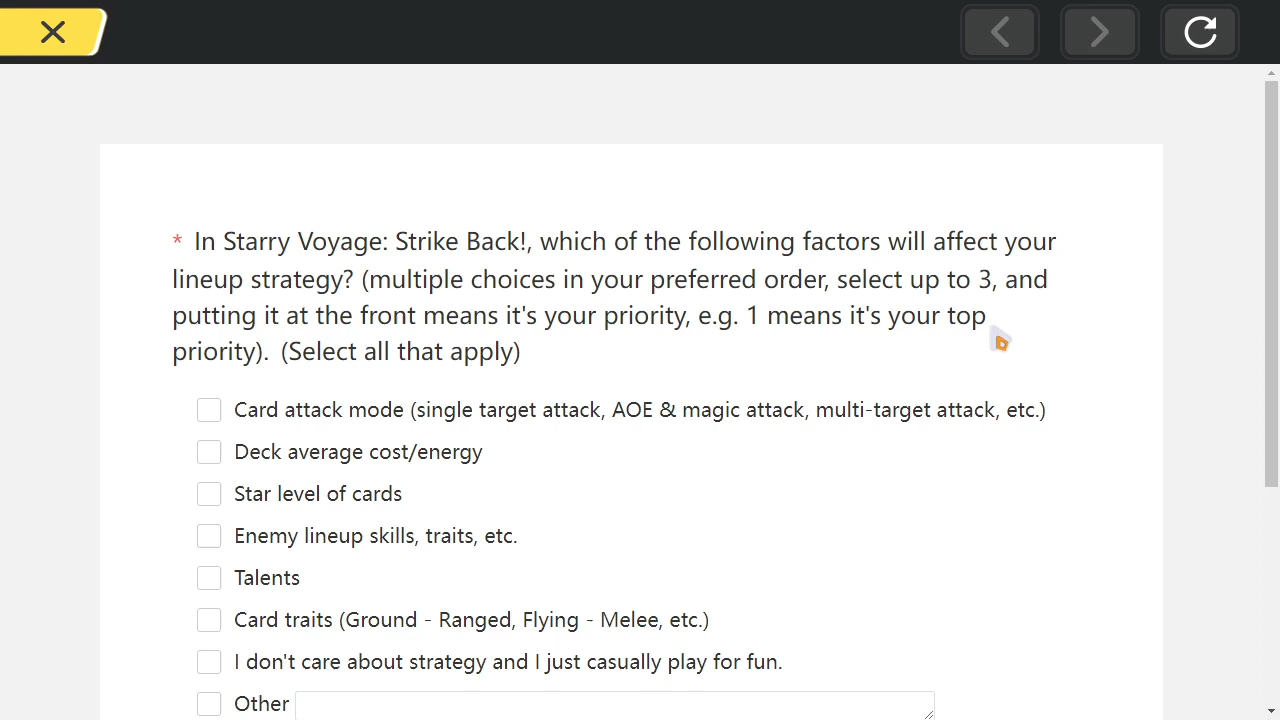 * In Starry Voyage: Strike Back!, which of the following factors will affect your
lineup strategy? (multiple choices in your preferred order, select up to 3, and
putting it at the front means it's your priority, e.g. 1 means it's your top
priority). (Select all that apply)
Card attack mode (single target attack, AOE & magic attack, multi-target attack, etc.)
Deck average cost/energy
Star level of cards
Enemy lineup skills, traits, etc.
Talents
Card traits (Ground - Ranged, Flying - Melee, etc.)
I don't care about strategy and I just casually play for fun.
Other